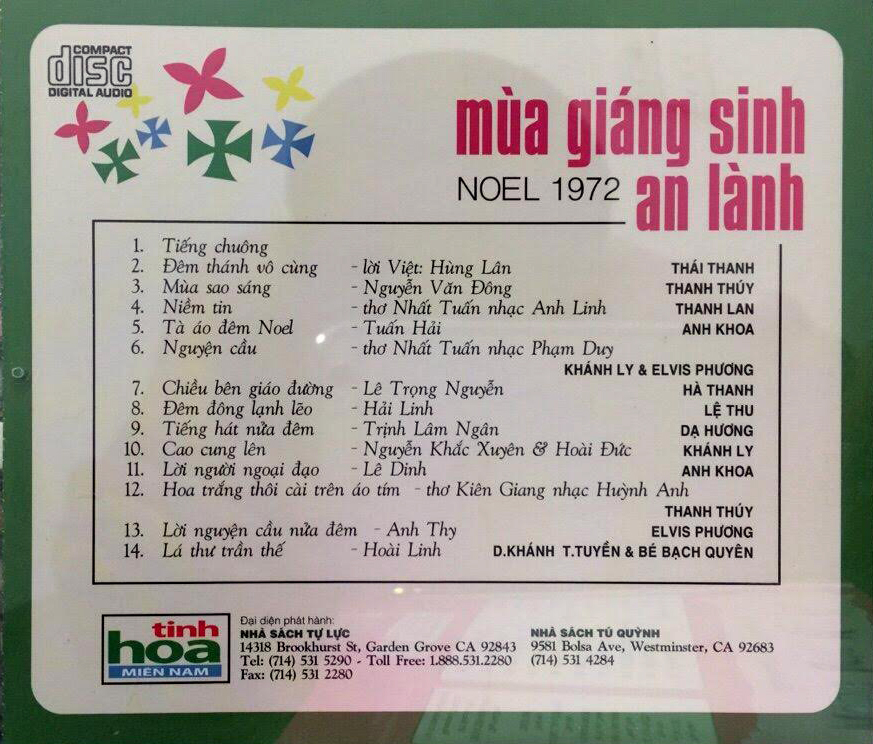 COMPACT
disc
DIGITAL AUDIO
mùa giáng sinh
NOEL 1972 an lành
1. Tiếng chuông
2. Đêm thánh vô cùng - lời Việt: Hùng Lân THÁI THANH
3. Mùa sao sáng - Nguyễn Văn Đông THANH THÚY
4. Niềm tin - thơ Nhất Tuấn nhạc Anh Linh THANH LAN
5. Tà áo đêm Noel - Tuấn Hải ANH KHOA
6. Nguyện cầu - thơ Nhất Tuấn nhạc Phạm Duy
KHÁNH LY & ELVIS PHƯƠNG
7. Chiều bên giáo đường - Lê Trọng Nguyễn HÀ THANH
8. Đêm đông lạnh lẽo - Hải Linh LỆ THU
9. Tiếng hát nửa đêm - Trịnh Lâm Ngân DẠ HƯƠNG
10. Cao cung lên - Nguyễn Khắc Xuyên & Hoài Đức KHÁNH LY
11. Lời người ngoại đạo - Lê Dinh ANH KHOA
12. Hoa trắng thôi cài trên áo tím - thơ Kiên Giang nhạc Huỳnh Anh
THANH THÚY
13. Lời nguyện cầu nửa đêm - Anh Thy ELVIS PHƯƠNG
14. Lá thư trần thế - Hoài Linh D.KHÁNH T.TUYỀN & BÉ BẠCH QUYÊN
tinh
hoa
MIỀN NAM
Đại diện phát hành:
NHÀ SÁCH TỰ LỰC
14318 Brookhurst St, Garden Grove CA 92843
Tel: (714) 531 5290 - Toll Free: 1.888.531.2280
Fax: (714) 531 2280
NHÀ SÁCH TÚ QUỲNH
9581 Bolsa Ave, Westminster, CA 92683
(714) 531 4284